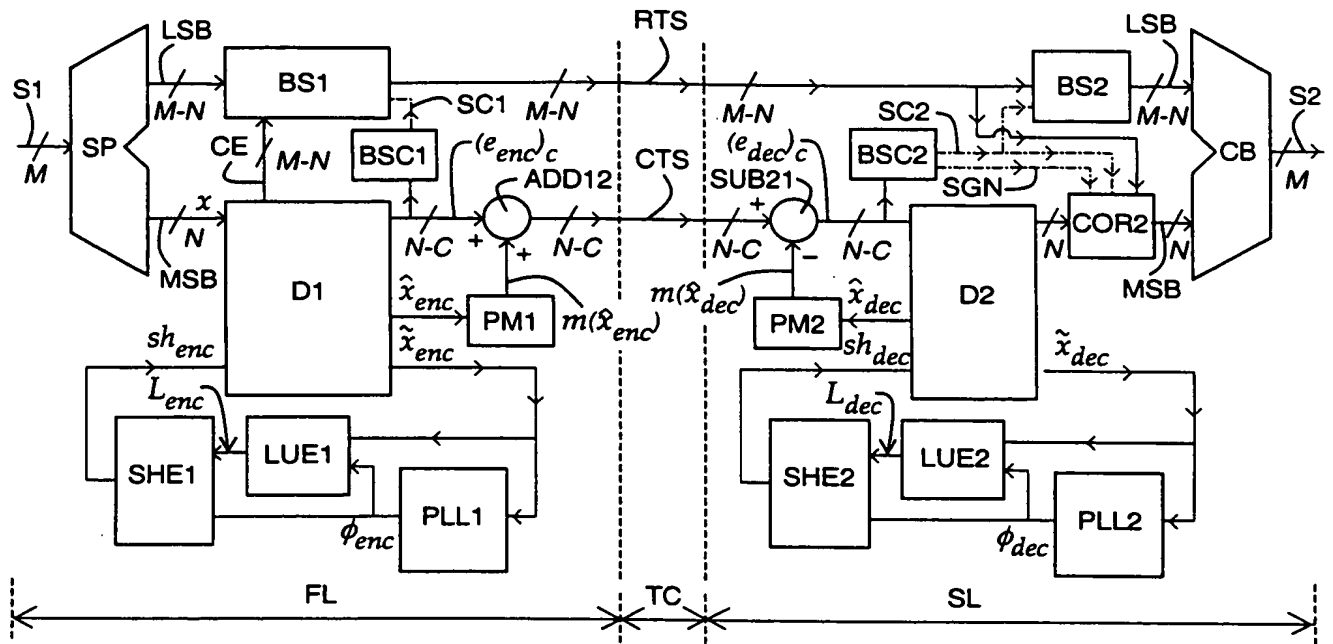 RTS
LSB
LSB
S1
BS1
BS2
S2
M-N
M-N
M-N
M-N
SC1
SC2
SP
M
CE
M-N
BSC1
(e_enc)_c
ADD12
CTS
(e_dec)_c
SUB21
BSC2
SGN
CB
M
x
N
N-C
+
+
N-C
N-C
+
−
N-C
N
COR2
N
MSB
D1
x̂_enc
PM1
m(x̂_enc)
m(x̂_dec)
PM2
x̂_dec
D2
MSB
sh_enc
x̃_enc
sh_dec
x̃_dec
L_enc
L_dec
SHE1
LUE1
SHE2
LUE2
PLL1
PLL2
ϕ_enc
ϕ_dec
FL
TC
SL